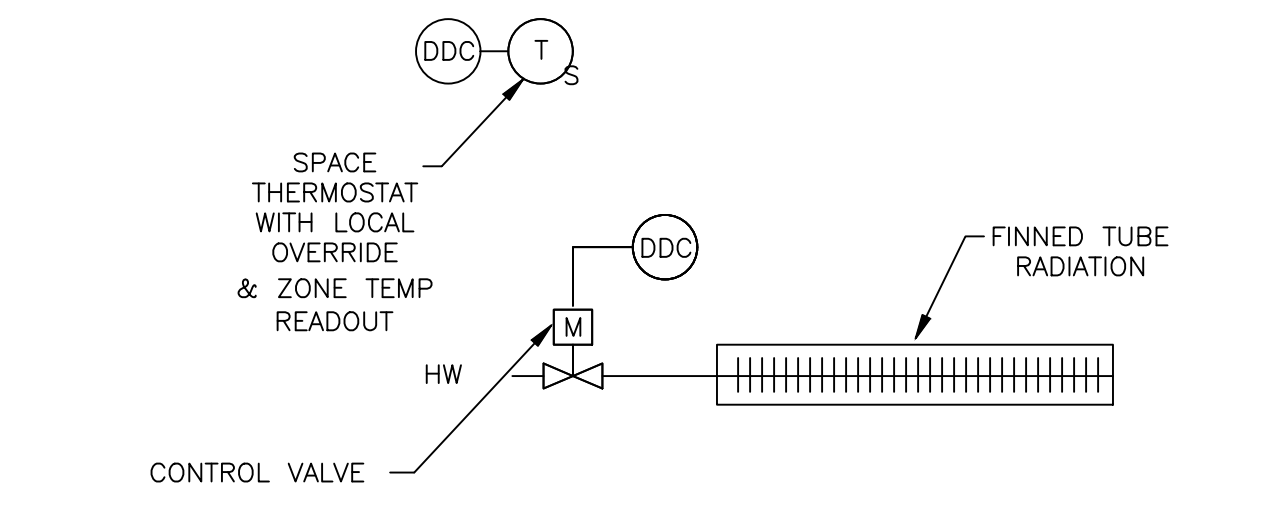 DDC T
S
SPACE
THERMOSTAT
WITH LOCAL
OVERRIDE
& ZONE TEMP
READOUT
DDC
FINNED TUBE
RADIATION
M
HW
CONTROL VALVE